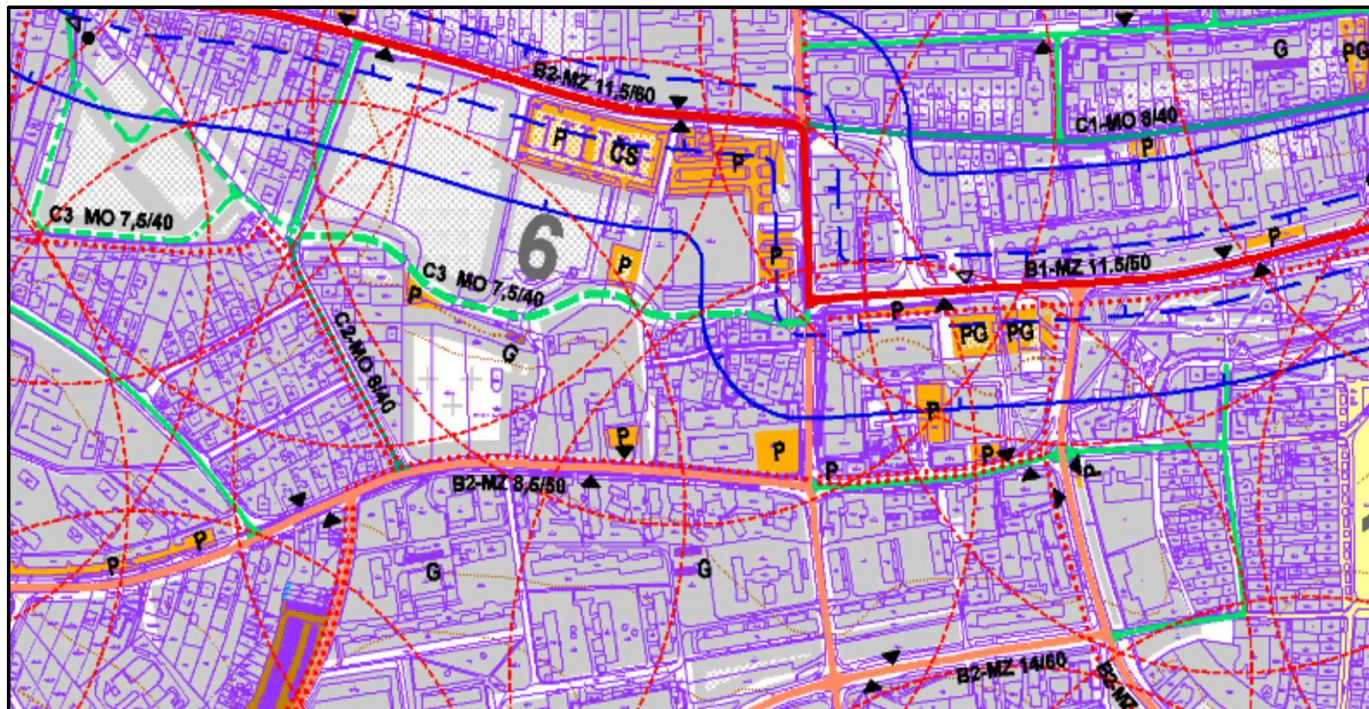 G
PG
B2-MZ 11,5/60
C1-MO 8/40
P
ČS
P
P
C3 MO 7,5/40
6
P
P
P
B1-MZ 11,5/50
C3 MO 7,5/40
P
P
PG
PG
C2-MO 8/40
G
P
P
P
P
P
P
B2-MZ 8,5/50
P
P
G
G
B2-MZ 14/60
B2-MZ